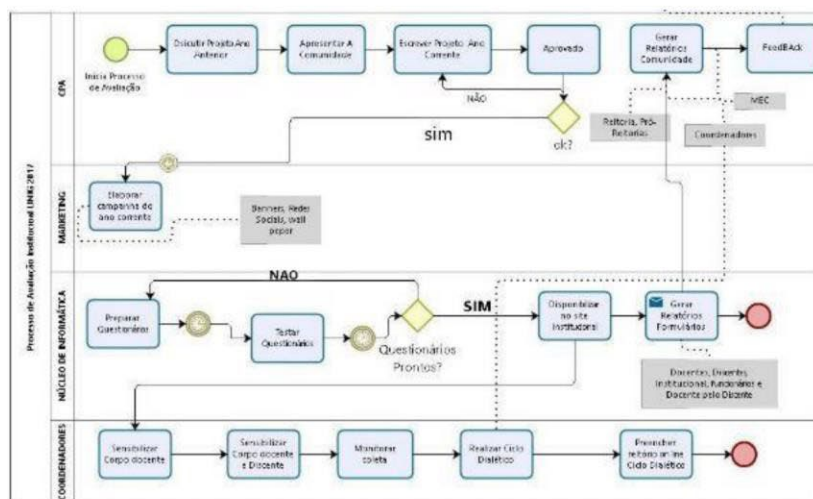 Processo de Avaliação Institucional UNIG 2017
CPA
Inicia Processo
de Avaliação
Discutir Projeto Ano
Anterior
Apresentar A
Comunidade
Escrever Projeto Ano
Corrente
Aprovado
NÃO
sim
ok?
Gerar
Relatórios
Comunidade
FeedBAck
Reitoria, Pró-
Reitorias
MEC
Coordenadores
MARKETING
Elaborar
campanha do
ano corrente
Banners, Redes
Sociais, wall
paper
NÚCLEO DE INFORMÁTICA
NAO
Preparar
Questionários
Testar
Questionários
Questionários
Prontos?
SIM
Disponibilizar
no site
Institucional
Gerar
Relatórios
Formulários
Docentes, Discentes,
Institucional, Funcionários e
Docente pelo Discente
COORDENADORES
Sensibilizar
Corpo docente
Sensibilizar
Corpo docente
e Discente
Monitorar
coleta
Realizar Ciclo
Dialético
Preencher
on line
Ciclo Dialético